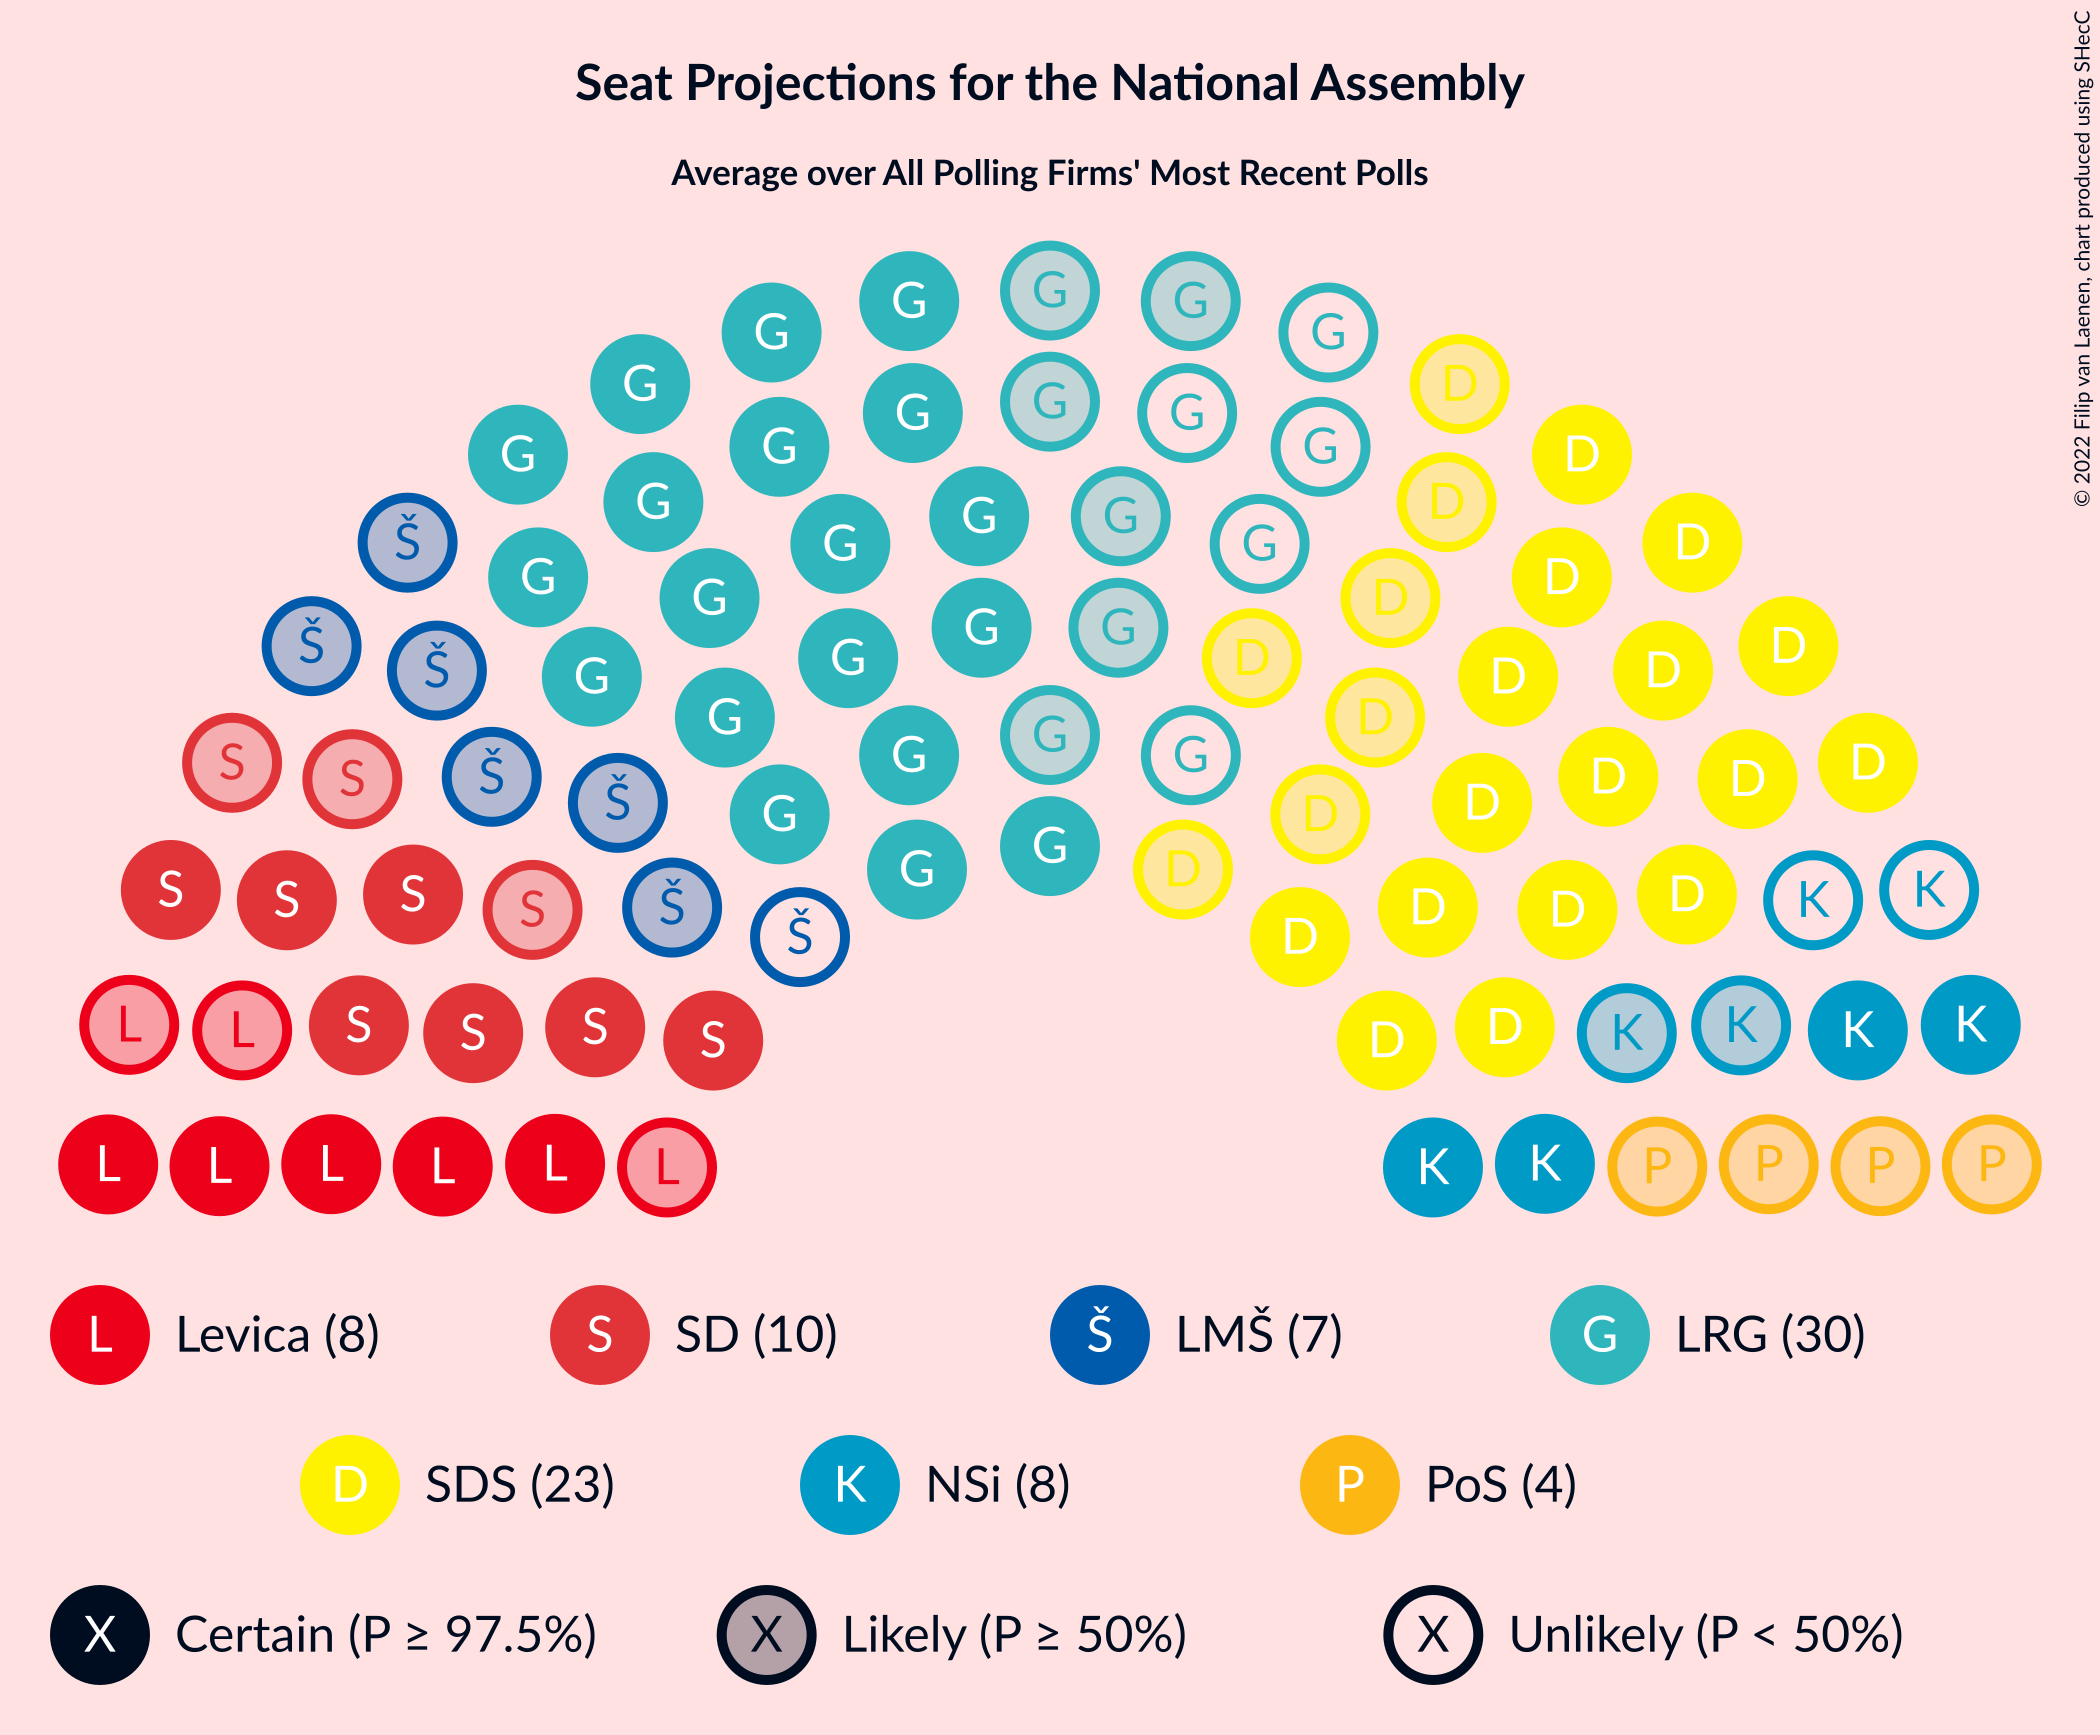 Seat Projections for the National Assembly
Average over All Polling Firms' Most Recent Polls
© 2022 Filip van Laenen, chart produced using SHecC
G
G G
G G
G D
G
G G
G G
G D
G D
G G
Š G G D
G D
G D
G G
Š D
G D
Š D
G D
G D
G
G G
S D
S Š D D
Š D
G D
G
G D
S K
S S S Š D D D K
Š D
L L S S S S D D K K K K
L L L L L L K K P P P P
L Levica (8) S SD (10) Š LMŠ (7) G LRG (30)
D SDS (23) K NSi (8) P PoS (4)
X Certain (P ≥ 97.5%) X Likely (P ≥ 50%) X Unlikely (P < 50%)